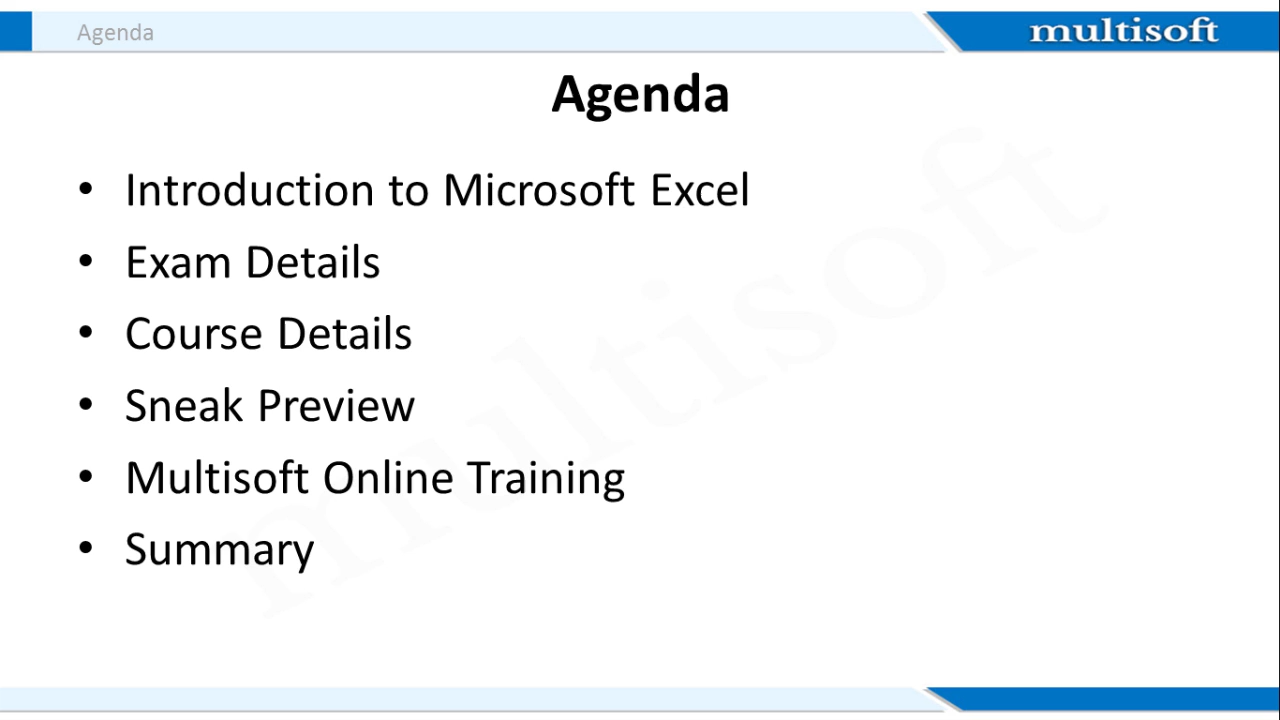 Agenda
multisoft
Agenda
• Introduction to Microsoft Excel
• Exam Details
• Course Details
• Sneak Preview
• Multisoft Online Training
• Summary
multisoft